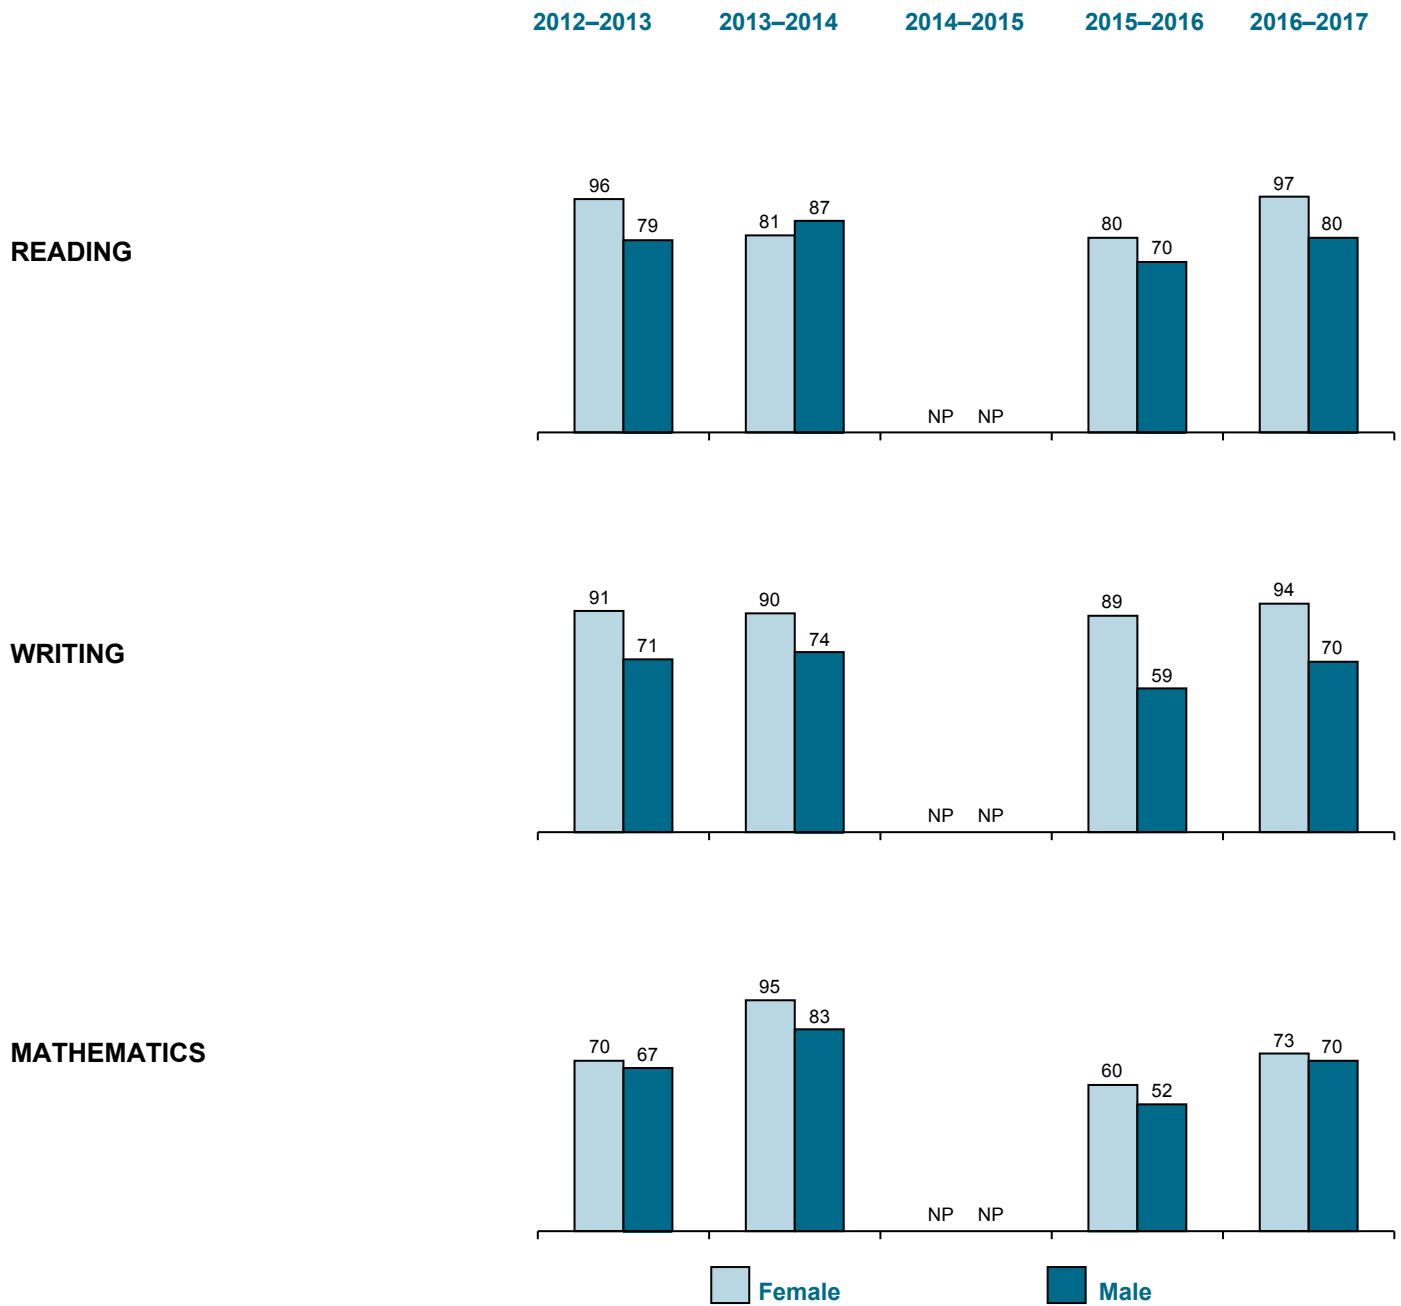 2012–2013 2013–2014 2014–2015 2015–2016 2016–2017
READING
96 79 81 87 NP NP 80 70 97 80
WRITING
91 71 90 74 NP NP 89 59 94 70
MATHEMATICS
70 67 95 83 NP NP 60 52 73 70
Female Male